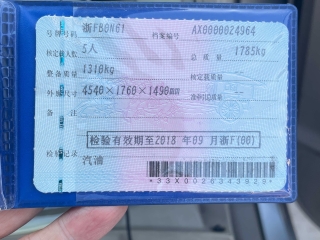 号牌号码 浙FB0N61 档案编号 AX0000024964
核定载人数 5人 总质量 1785kg
整备质量 1310kg 核定载质量
外廓尺寸 4540×1760×1490mm 准牵引总质量
备注
检验有效期至2018 年09 月浙F(00)
检验记录
汽油
*33X0026343929*